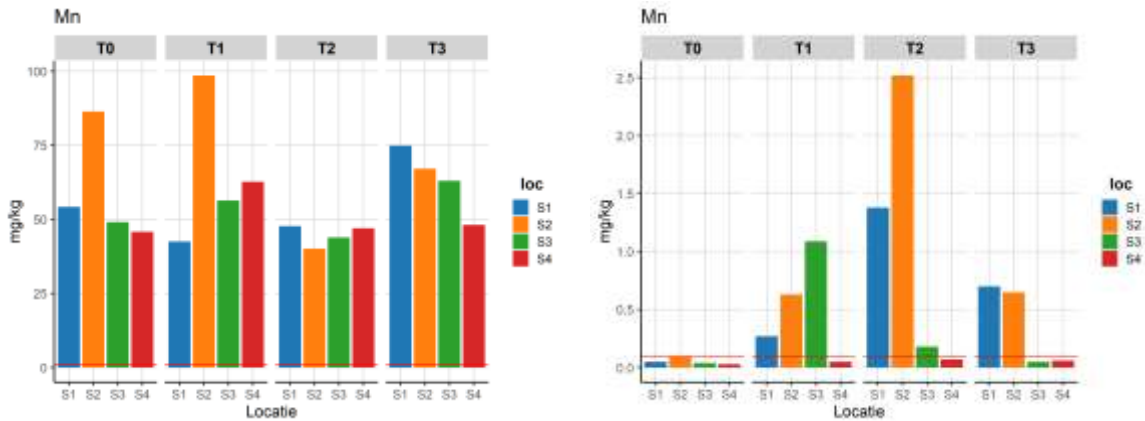 Mn
T0 T1 T2 T3
100
75
50
25
0
mg/kg
S1 S2 S3 S4 S1 S2 S3 S4 S1 S2 S3 S4 S1 S2 S3 S4
Locatie
loc
S1
S2
S3
S4
Mn
T0 T1 T2 T3
2.5
2.0
1.5
1.0
0.5
0.0
mg/kg
S1 S2 S3 S4 S1 S2 S3 S4 S1 S2 S3 S4 S1 S2 S3 S4
Locatie
loc
S1
S2
S3
S4